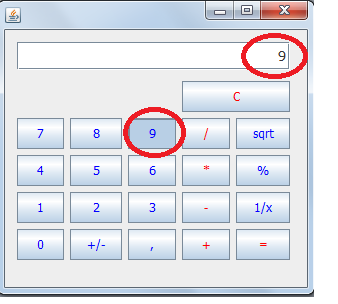 9
C
7 8 9 / sqrt
4 5 6 * %
1 2 3 - 1/x
0 +/- , + =